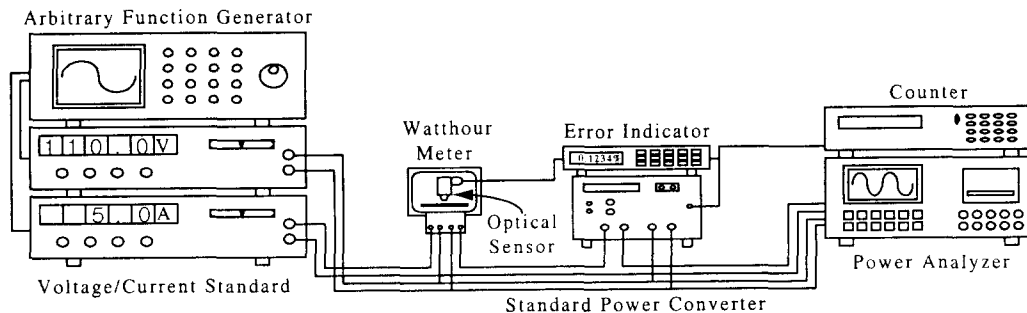 Arbitrary Function Generator
110.0V
5.0A
Voltage/Current Standard
Watthour
Meter
Optical
Sensor
Error Indicator
0.12349
Standard Power Converter
Counter
Power Analyzer